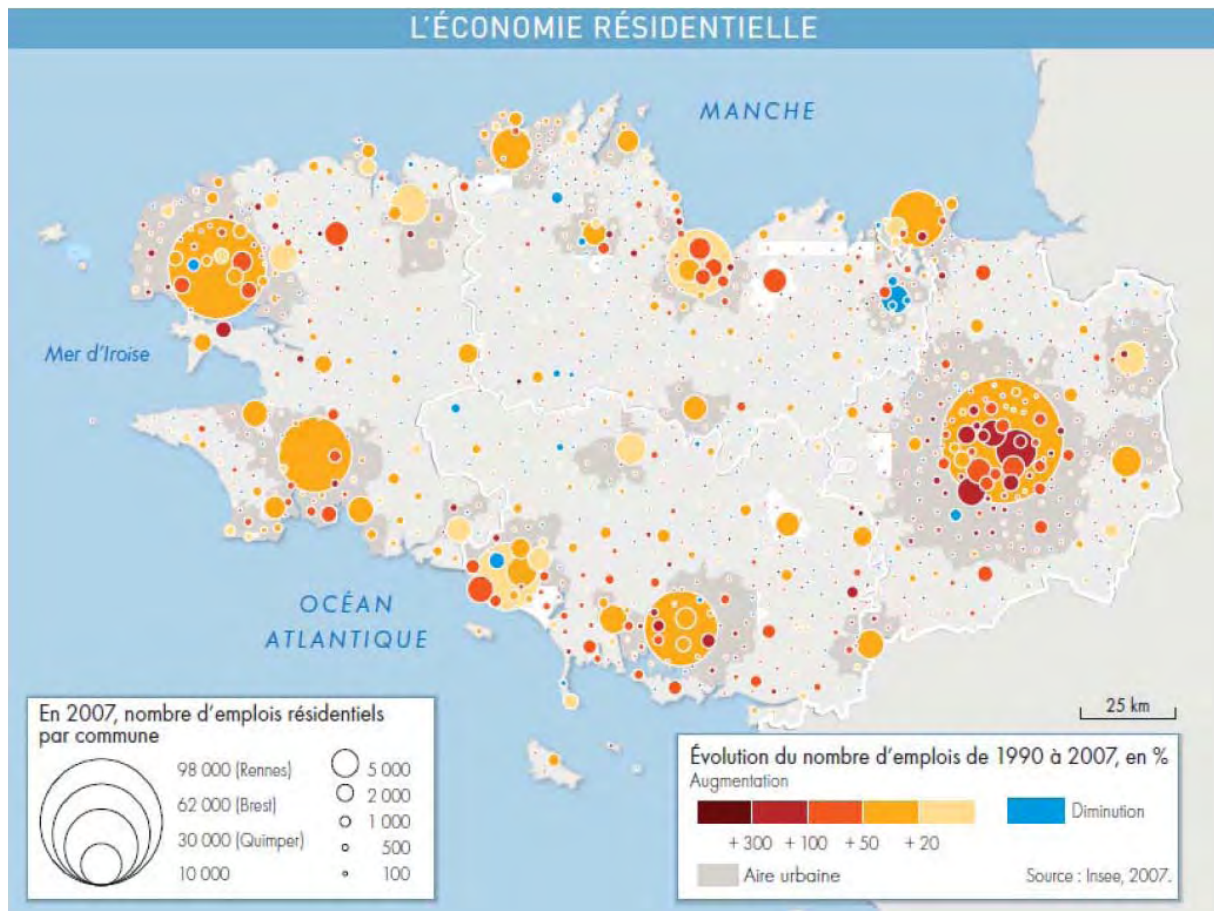 L'ÉCONOMIE RÉSIDENTIELLE
MANCHE
Mer d'Iroise
OCÉAN
ATLANTIQUE
25 km
En 2007, nombre d'emplois résidentiels
par commune
98 000 (Rennes)
62 000 (Brest)
30 000 (Quimper)
10 000
5 000
2 000
1 000
500
100
Évolution du nombre d'emplois de 1990 à 2007, en %
Augmentation
Diminution
+ 300 + 100 + 50 + 20
Aire urbaine
Source : Insee, 2007.